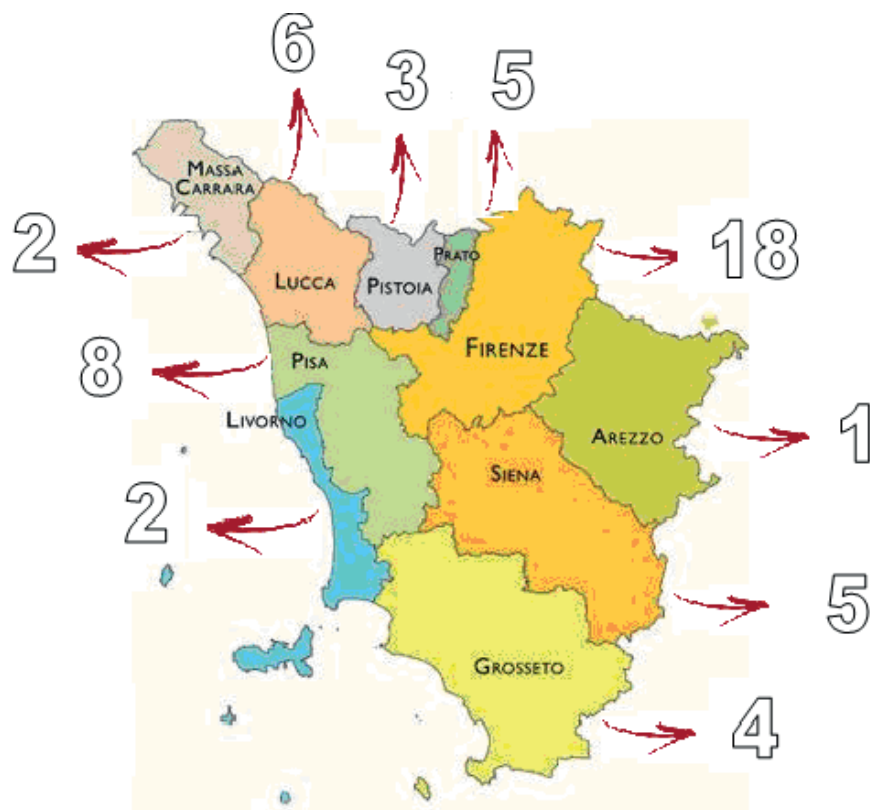 6
3
5
MASSA
CARRARA
2
18
PRATO
LUCCA
PISTOIA
FIRENZE
8
PISA
LIVORNO
AREZZO
1
SIENA
2
5
GROSSETO
4